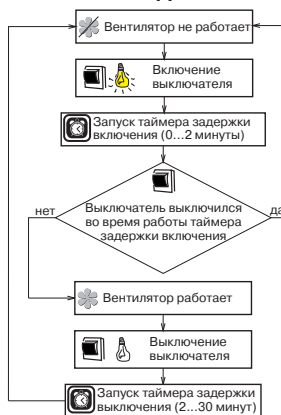 Вентилятор не работает
Включение
выключателя
Запуск таймера задержки
включения (0...2 минуты)
нет
да
Выключатель выключился
во время работы таймера
задержки включения
Вентилятор работает
Выключение
выключателя
Запуск таймера задержки
выключения (2...30 минут)